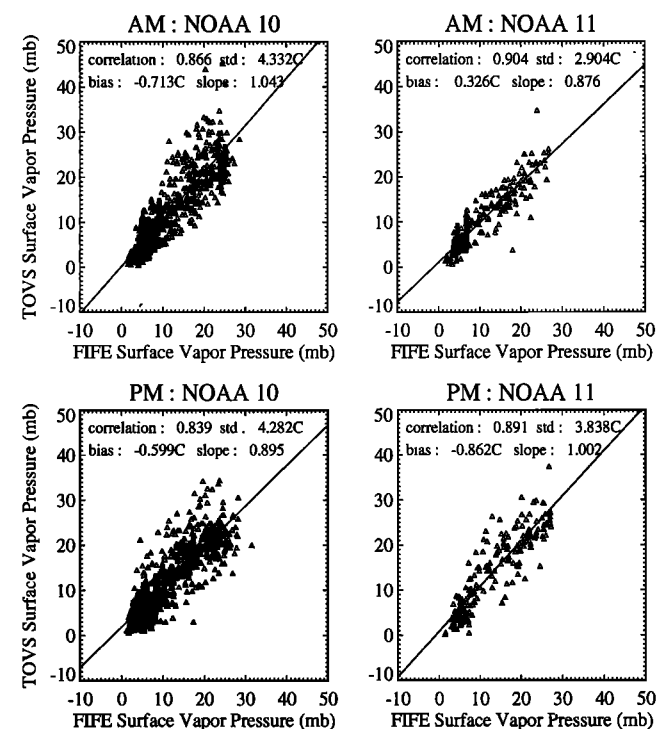 AM : NOAA 10
correlation : 0.866 std : 4.332C
bias : -0.713C slope : 1.043
50
40
30
20
10
0
-10
TOVS Surface Vapor Pressure (mb)
-10 0 10 20 30 40 50
FIFE Surface Vapor Pressure (mb)
AM : NOAA 11
correlation : 0.904 std : 2.904C
bias : 0.326C slope : 0.876
50
40
30
20
10
0
-10
-10 0 10 20 30 40 50
FIFE Surface Vapor Pressure (mb)
PM : NOAA 10
correlation : 0.839 std . 4.282C
bias : -0.599C slope : 0.895
50
40
30
20
10
0
-10
TOVS Surface Vapor Pressure (mb)
-10 0 10 20 30 40 50
FIFE Surface Vapor Pressure (mb)
PM : NOAA 11
correlation : 0.891 std : 3.838C
bias : -0.862C slope : 1.002
50
40
30
20
10
0
-10
-10 0 10 20 30 40 50
FIFE Surface Vapor Pressure (mb)